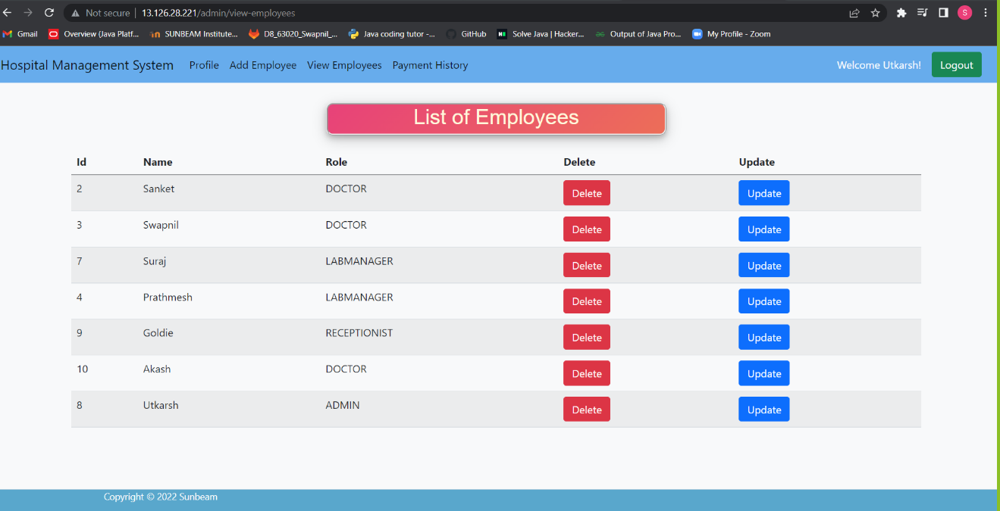 Not secure | 13.126.28.221/admin/view-employees S
Gmail Overview (Java Platf... SUNBEAM Institute... D8_63020_Swapnil_... Java coding tutor -... GitHub Solve Java | Hacker... Output of Java Pro... My Profile - Zoom
Hospital Management System Profile Add Employee View Employees Payment History Welcome Utkarsh! Logout
List of Employees
Id Name Role Delete Update
2 Sanket DOCTOR Delete Update
3 Swapnil DOCTOR Delete Update
7 Suraj LABMANAGER Delete Update
4 Prathmesh LABMANAGER Delete Update
9 Goldie RECEPTIONIST Delete Update
10 Akash DOCTOR Delete Update
8 Utkarsh ADMIN Delete Update
Copyright © 2022 Sunbeam